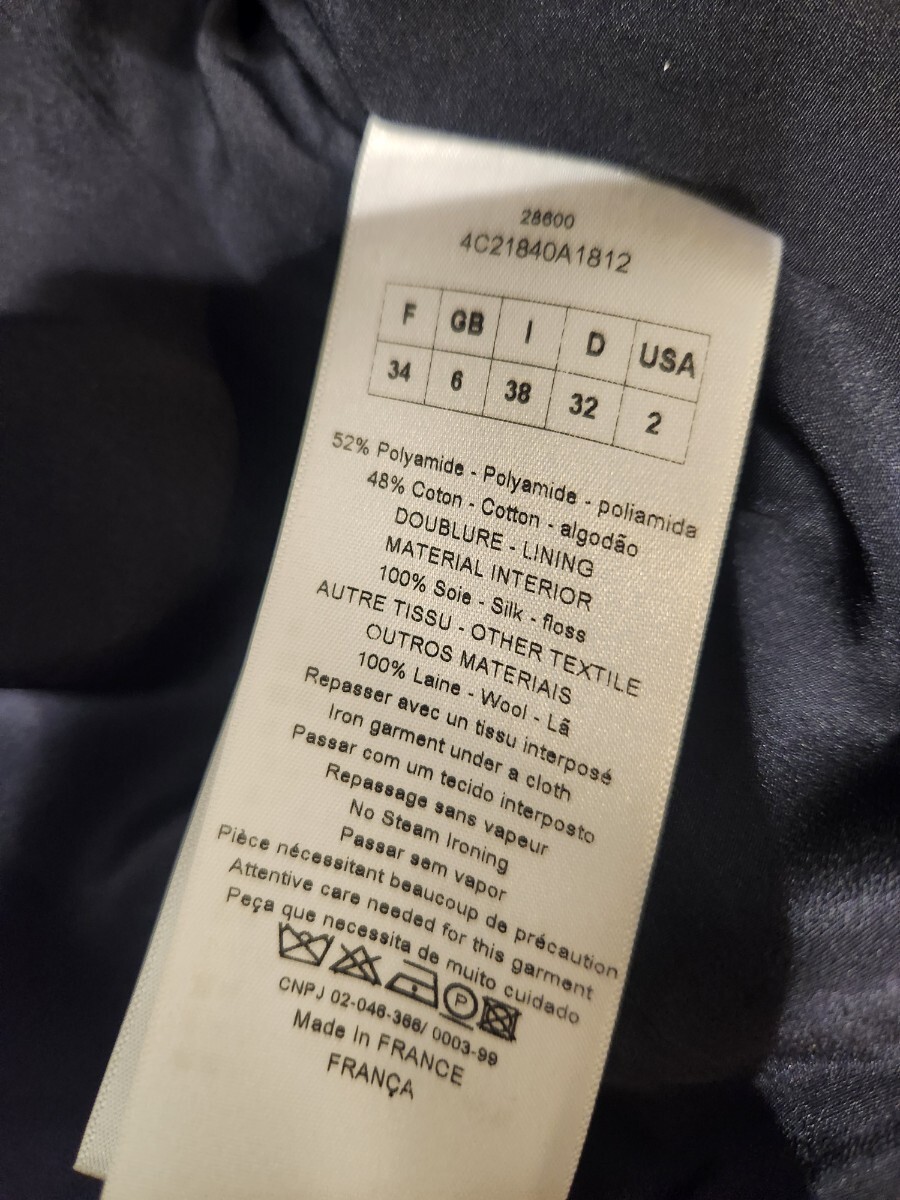 28600
4C21840A1812
F GB I D USA
34 6 38 32 2
52% Polyamide - Polyamide - poliamida
48% Coton - Cotton - algodão
DOUBLURE - LINING
MATERIAL INTERIOR
100% Soie - Silk - floss
AUTRE TISSU - OTHER TEXTILE
OUTROS MATERIAIS
100% Laine - Wool - Lã
Repasser avec un tissu interposé
Iron garment under a cloth
Passar com um tecido interposto
Repassage sans vapeur
No Steam Ironing
Passar sem vapor
Pièce nécessitant beaucoup de précaution
Attentive care needed for this garment
Peça que necessita de muito cuidado
P
CNPJ 02-046-366/ 0003-99
Made In FRANCE
FRANÇA